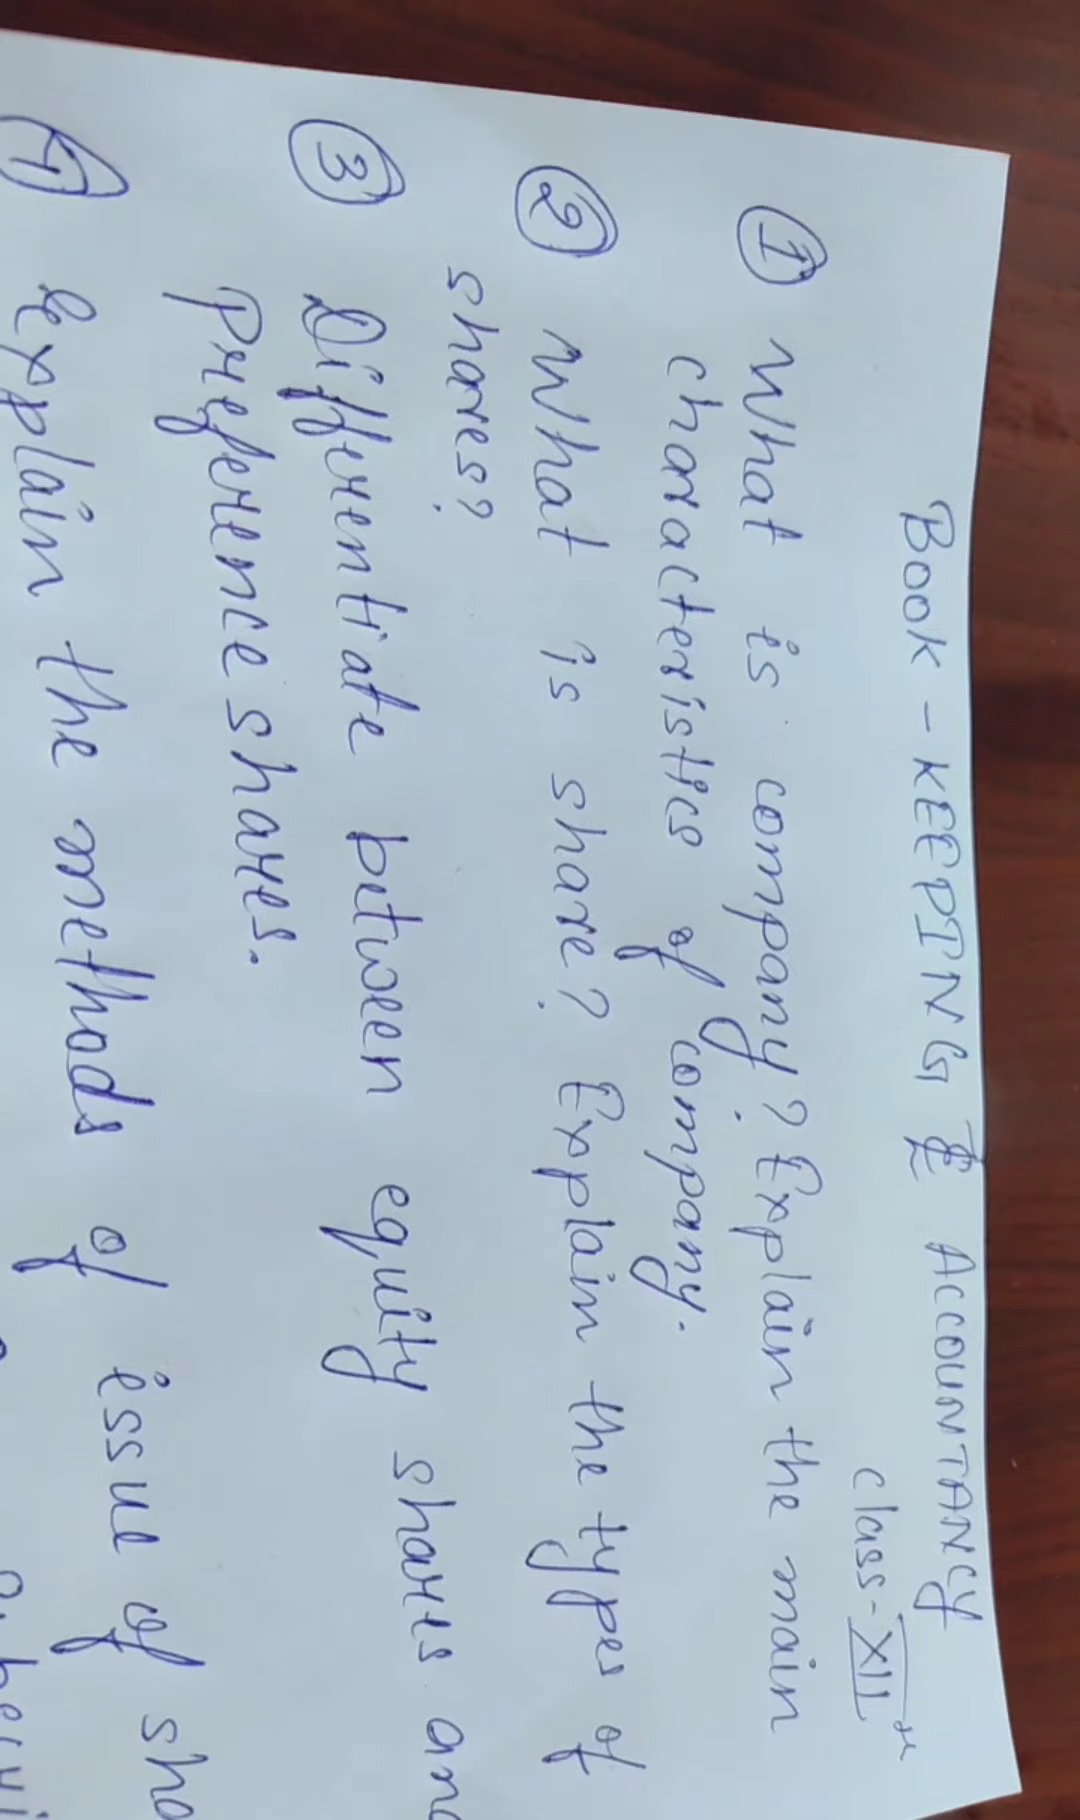 BOOK-KEEPING & ACCOUNTANCY
class-XII
① What is company? Explain the main
characteristics of company.
② What is share? Explain the types of
shares?
③ Differentiate between equity shares and
Preference shares.
④ Explain the methods of issue of sha